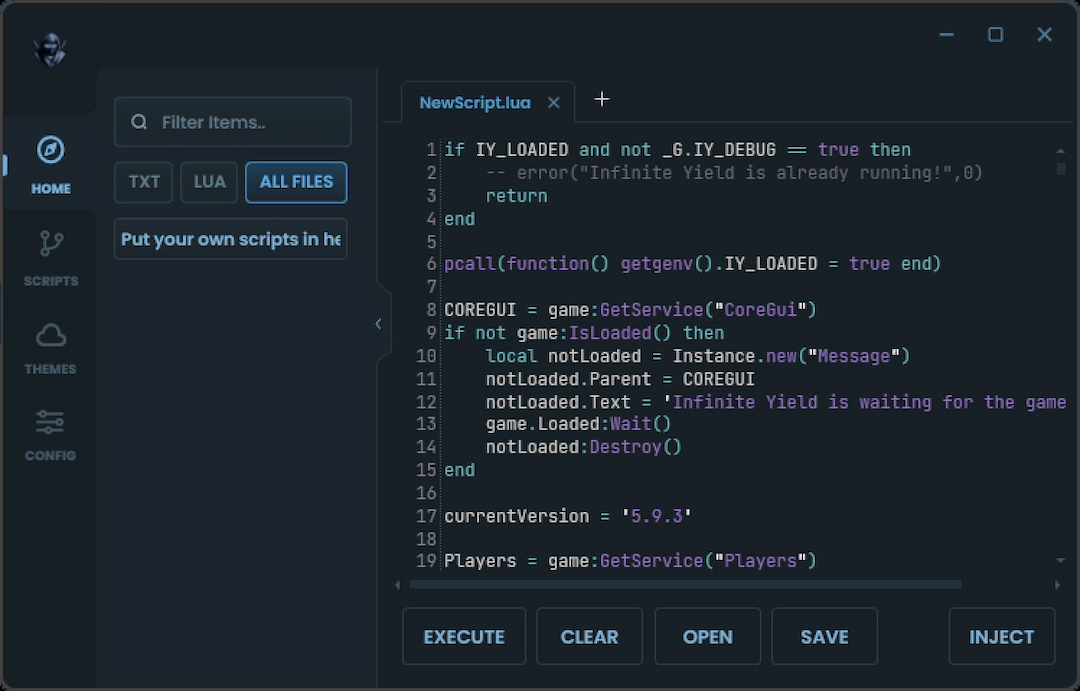 HOME
SCRIPTS
THEMES
CONFIG
Filter Items..
TXT LUA ALL FILES
Put your own scripts in he
NewScript.lua
1 if IY_LOADED and not _G.IY_DEBUG == true then
2 -- error("Infinite Yield is already running!",0)
3 return
4 end
5
6 pcall(function() getgenv().IY_LOADED = true end)
7
8 COREGUI = game:GetService("CoreGui")
9 if not game:IsLoaded() then
10 local notLoaded = Instance.new("Message")
11 notLoaded.Parent = COREGUI
12 notLoaded.Text = 'Infinite Yield is waiting for the game
13 game.Loaded:Wait()
14 notLoaded:Destroy()
15 end
16
17 currentVersion = '5.9.3'
18
19 Players = game:GetService("Players")
EXECUTE CLEAR OPEN SAVE INJECT